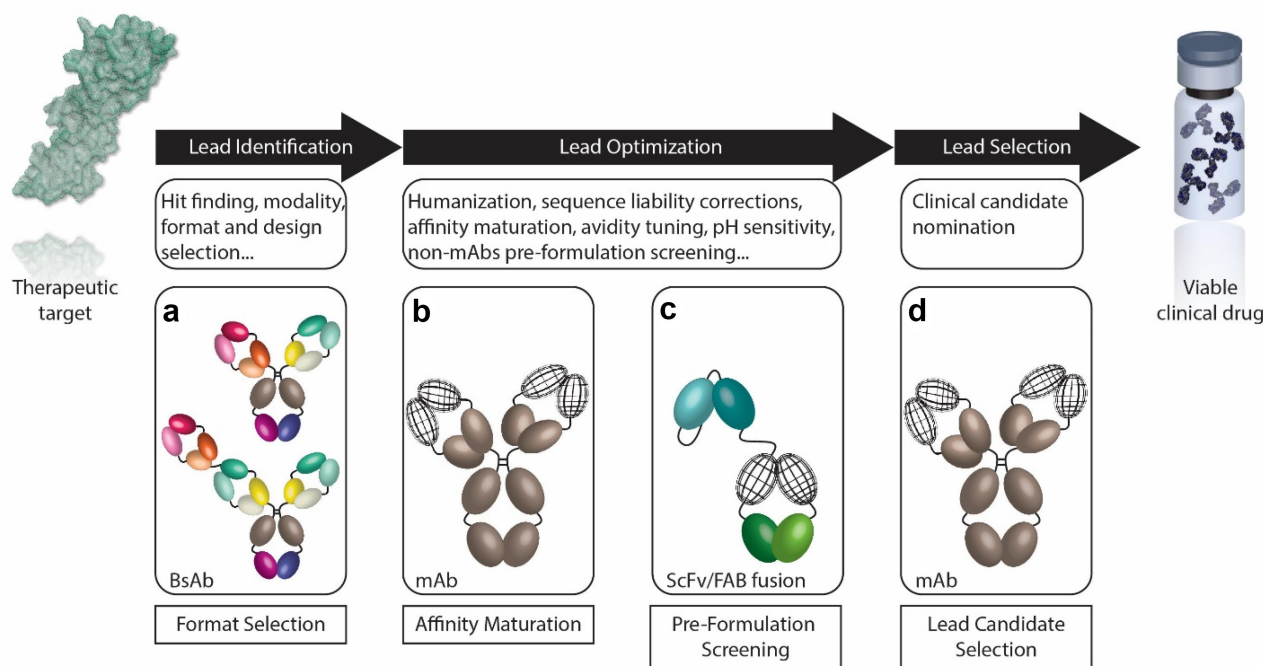 Lead Identification
Lead Optimization
Lead Selection
Hit finding, modality,
format and design
selection...
Humanization, sequence liability corrections,
affinity maturation, avidity tuning, pH sensitivity,
non-mAbs pre-formulation screening...
Clinical candidate
nomination
Therapeutic
target
Viable
clinical drug
a
BsAb
Format Selection
b
mAb
Affinity Maturation
c
ScFv/FAB fusion
Pre-Formulation
Screening
d
mAb
Lead Candidate
Selection